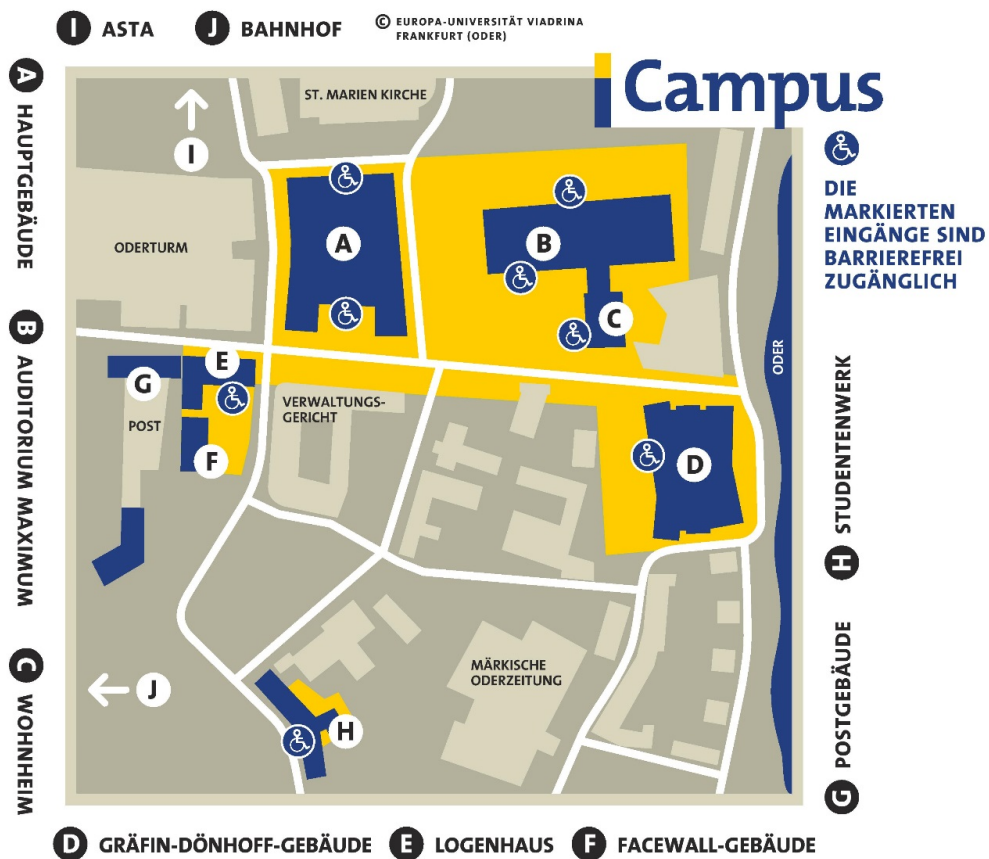 I ASTA
J BAHNHOF
© EUROPA-UNIVERSITÄT VIADRINA
FRANKFURT (ODER)
Campus
A HAUPTGEBÄUDE
B AUDITORIUM MAXIMUM
C WOHNHEIM
ST. MARIEN KIRCHE
I
A
B
C
ODERTURM
DIE
MARKIERTEN
EINGÄNGE SIND
BARRIEREFREI
ZUGÄNGLICH
ODER
E
G
POST
F
VERWALTUNGS-
GERICHT
D
J
H
MÄRKISCHE
ODERZEITUNG
H STUDENTENWERK
G POSTGEBÄUDE
D GRÄFIN-DÖNHOFF-GEBÄUDE
E LOGENHAUS
F FACEWALL-GEBÄUDE